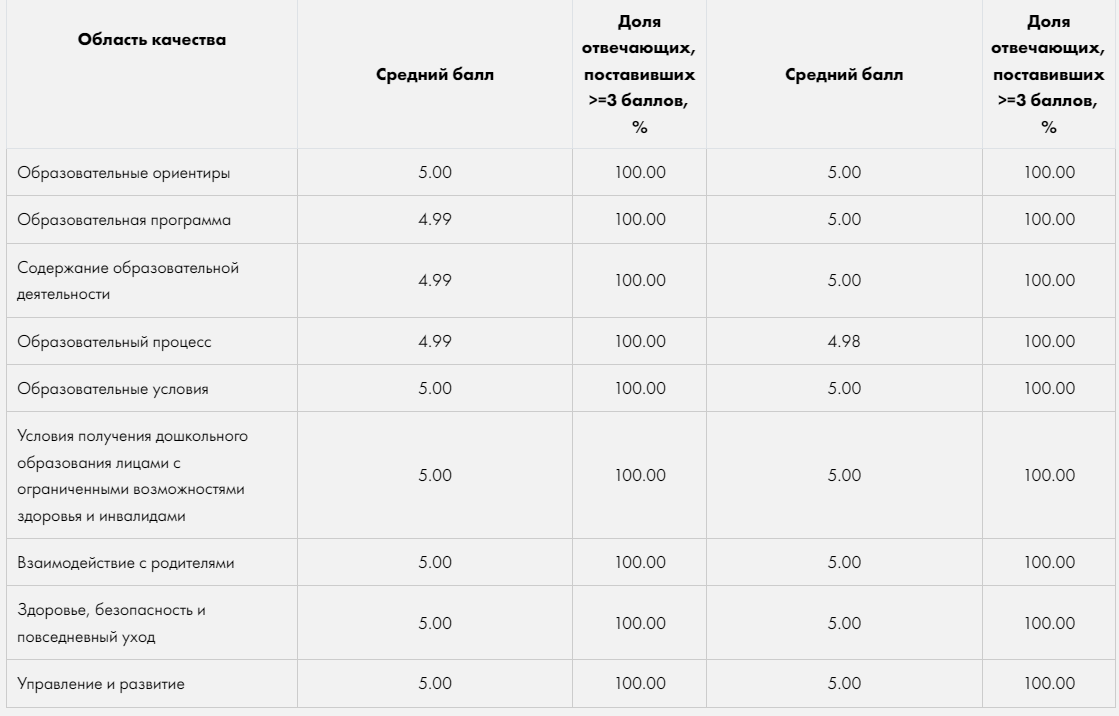 Область качества
Средний балл
Доля
отвечающих,
поставивших
>=3 баллов,
%
Средний балл
Доля
отвечающих,
поставивших
>=3 баллов,
%
Образовательные ориентиры 5.00 100.00 5.00 100.00
Образовательная программа 4.99 100.00 5.00 100.00
Содержание образовательной
деятельности
4.99 100.00 5.00 100.00
Образовательный процесс 4.99 100.00 4.98 100.00
Образовательные условия 5.00 100.00 5.00 100.00
Условия получения дошкольного
образования лицами с
ограниченными возможностями
здоровья и инвалидами
5.00 100.00 5.00 100.00
Взаимодействие с родителями 5.00 100.00 5.00 100.00
Здоровье, безопасность и
повседневный уход
5.00 100.00 5.00 100.00
Управление и развитие 5.00 100.00 5.00 100.00